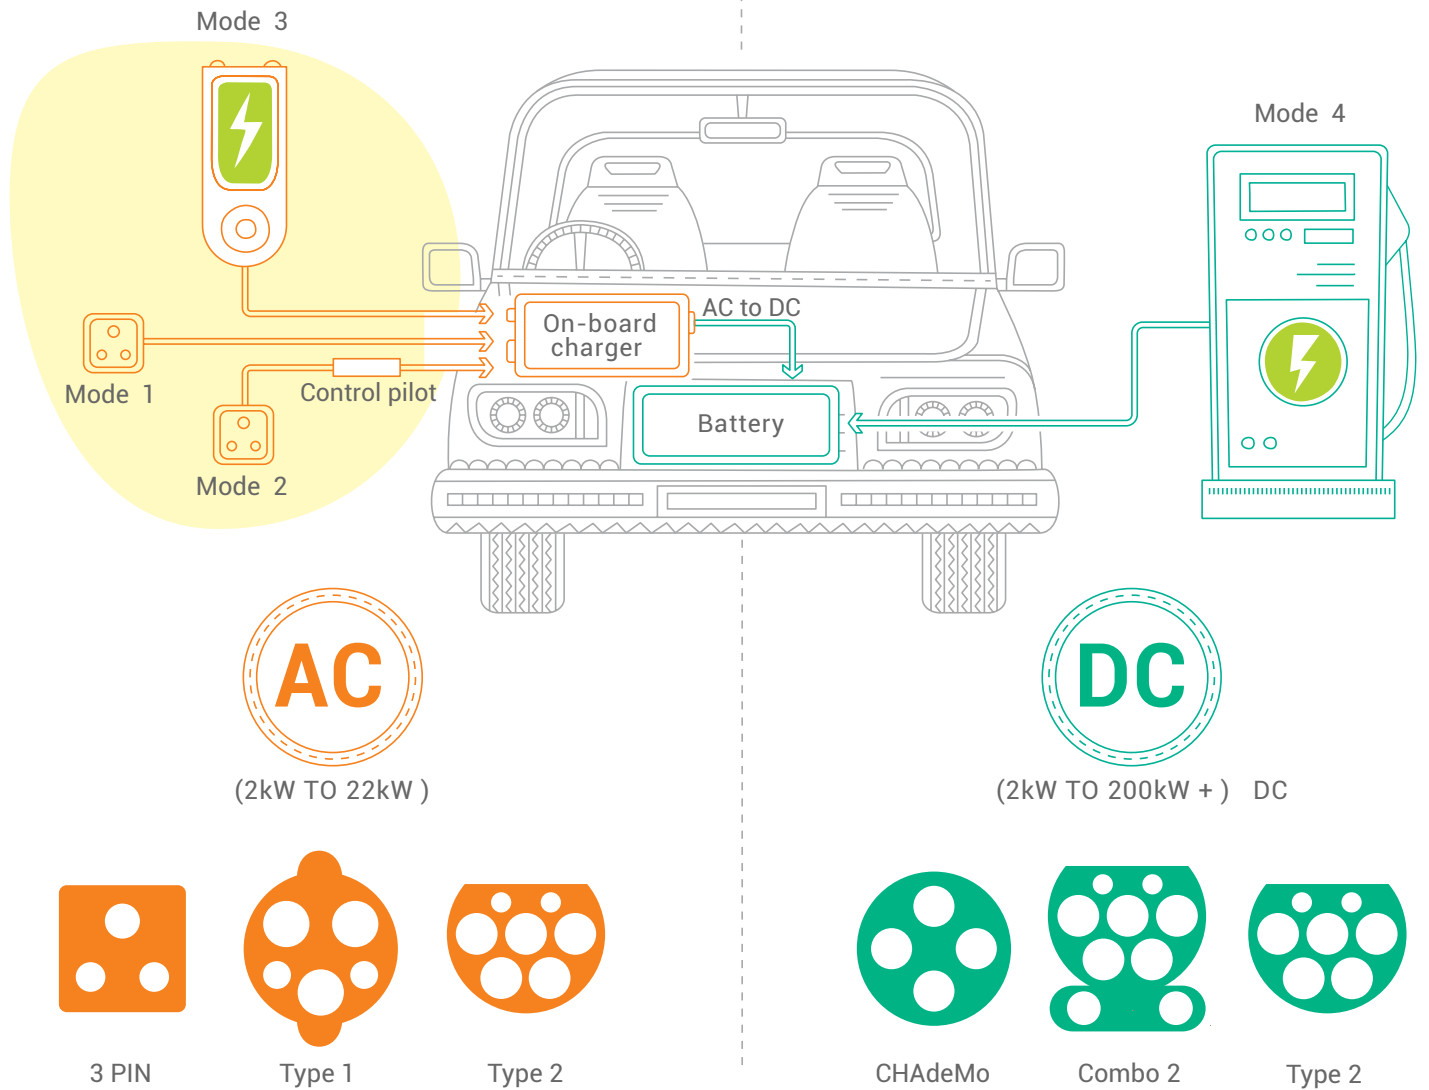 Mode 3
Mode 4
AC to DC
On-board
charger
Mode 1
Control pilot
Battery
Mode 2
AC
DC
(2kW TO 22kW )
(2kW TO 200kW + ) DC
3 PIN
Type 1
Type 2
CHAdeMo
Combo 2
Type 2